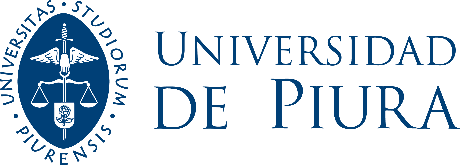 UNIVERSITAS • STUDIORUM • PIURENSIS •
UNIVERSIDAD
DE PIURA